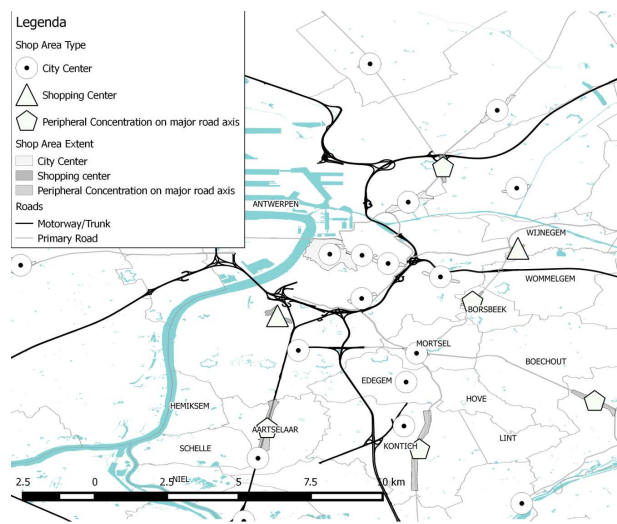 Legenda
Shop Area Type
City Center
Shopping Center
Peripheral Concentration on major road axis
Shop Area Extent
City Center
Shopping center
Peripheral Concentration on major road axis
Roads
Motorway/Trunk
Primary Road
ANTWERPEN
WIJNEGEM
WOMMELGEM
BORSBEEK
MORTSEL
BOECHOUT
EDEGEM
HOVE
HEMIKSEM
AARTSELAAR
LINT
SCHELLE
KONTICH
NIEL
2.5 0 2.5 5 7.5 10 km